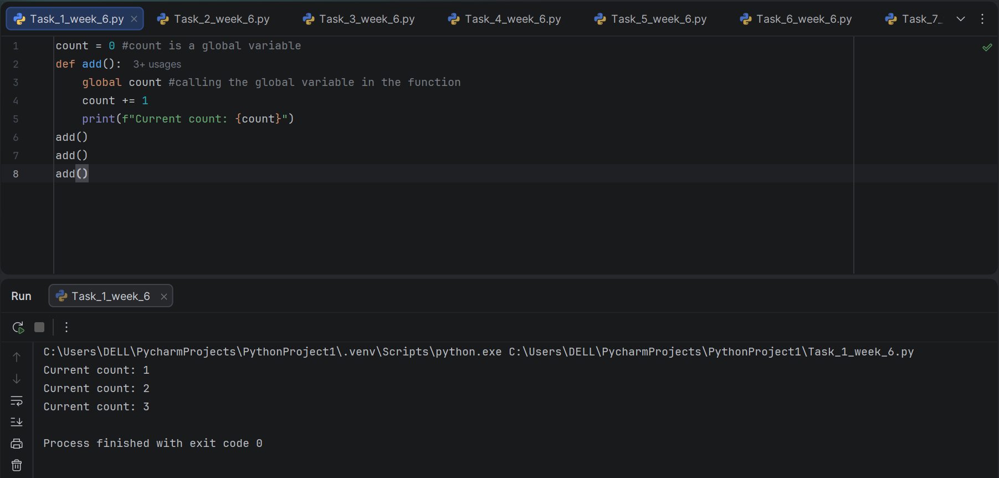 Task_1_week_6.py Task_2_week_6.py Task_3_week_6.py Task_4_week_6.py Task_5_week_6.py Task_6_week_6.py Task_7_
1 count = 0 #count is a global variable
2 def add(): 3+ usages
3 global count #calling the global variable in the function
4 count += 1
5 print(f"Current count: {count}")
6 add()
7 add()
8 add()
Run Task_1_week_6
C:\Users\DELL\PycharmProjects\PythonProject1\.venv\Scripts\python.exe C:\Users\DELL\PycharmProjects\PythonProject1\Task_1_week_6.py
Current count: 1
Current count: 2
Current count: 3
Process finished with exit code 0